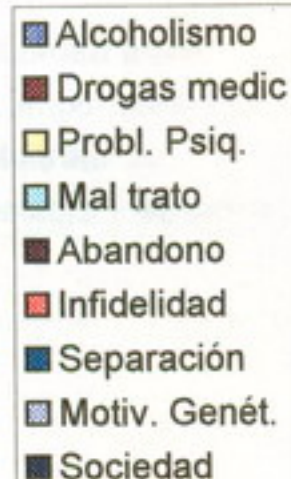 Alcoholismo
Drogas medic
Probl. Psiq.
Mal trato
Abandono
Infidelidad
Separación
Motiv. Genét.
Sociedad